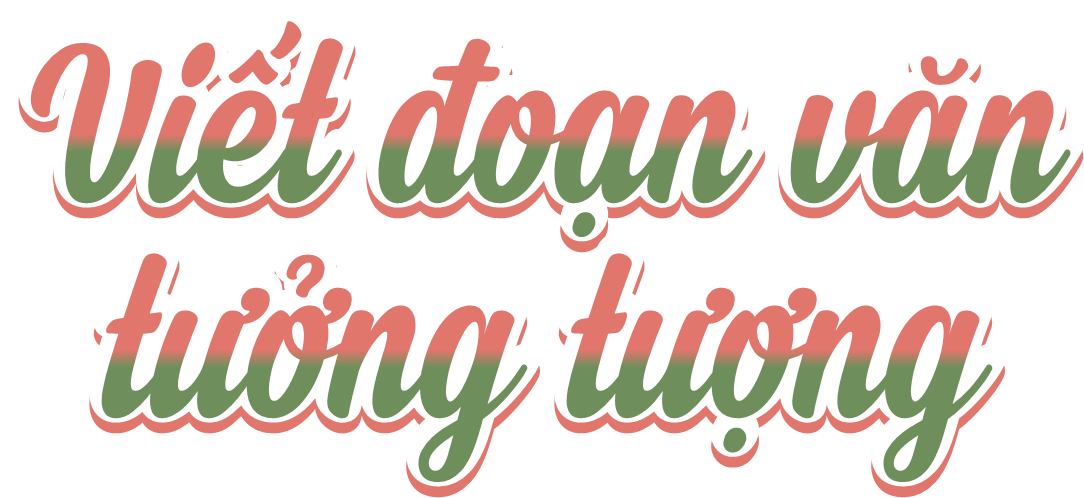 Viết đoạn văn
tưởng tượng